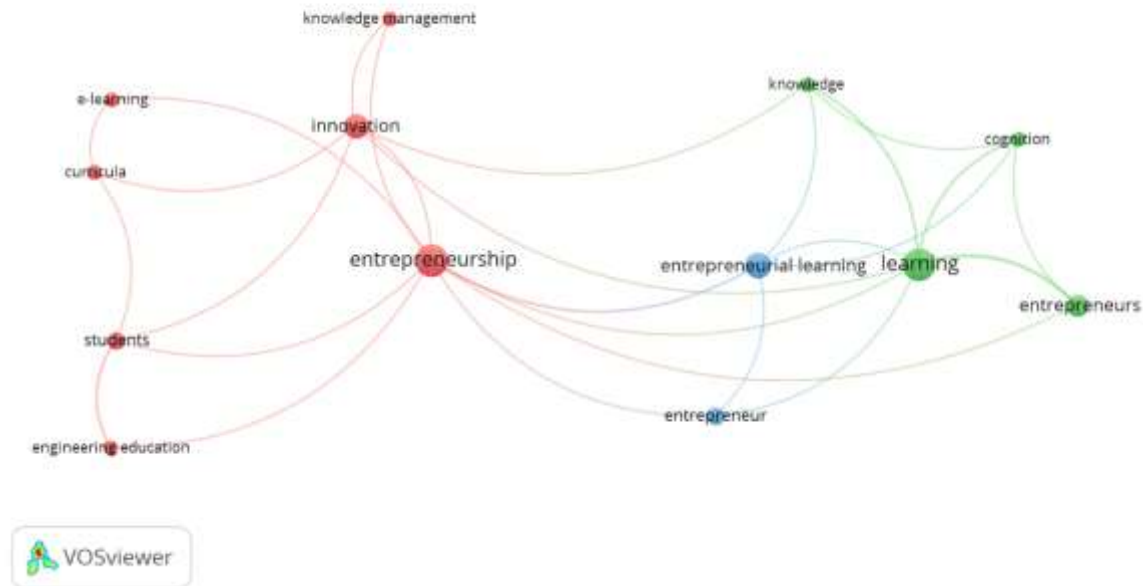 knowledge management
knowledge
e-learning
innovation
cognition
curricula
entrepreneurship
entrepreneurial learning
learning
entrepreneurs
students
entrepreneur
engineering education
VOSviewer